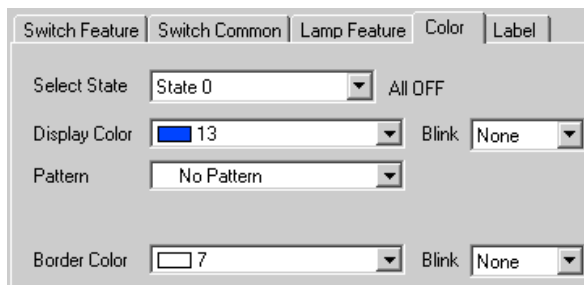 Switch Feature Switch Common Lamp Feature Color Label
Select State State 0 All OFF
Display Color 13 Blink None
Pattern No Pattern
Border Color 7 Blink None